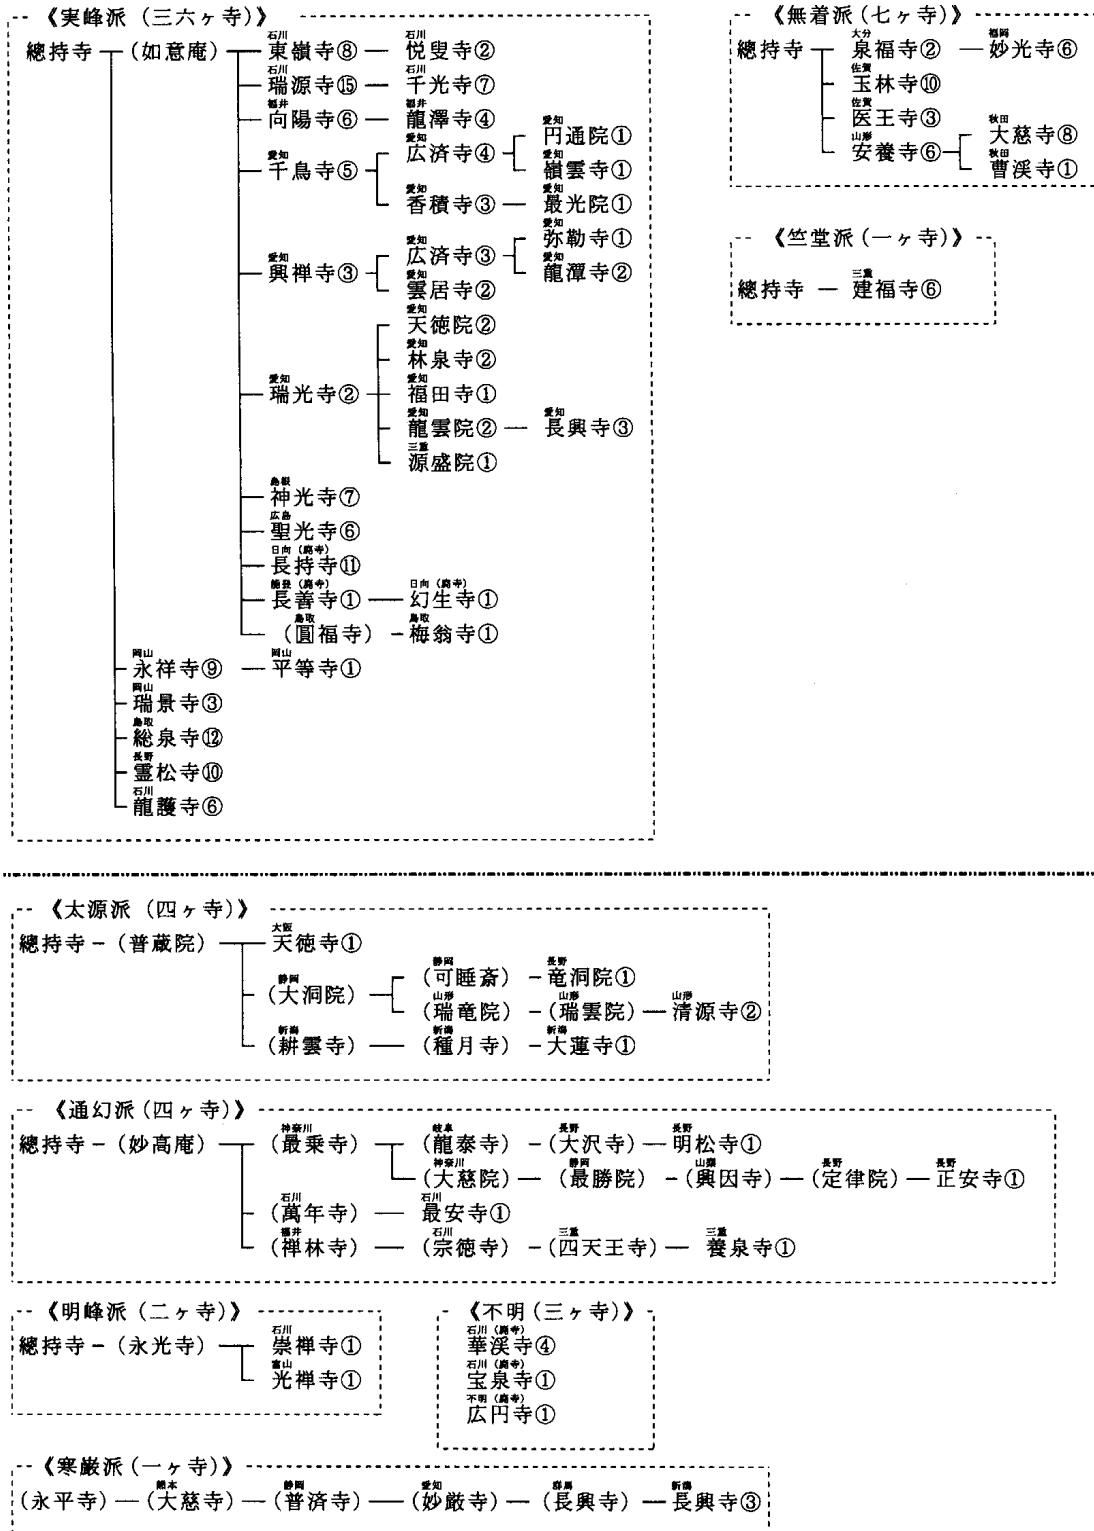 《実峰派（三六ヶ寺）》
石川 石川
總持寺 （如意庵） 東嶺寺⑧ 悦叟寺②
石川 石川
瑞源寺⑮ 千光寺⑦
福井 福井
向陽寺⑥ 龍澤寺④
愛知
円通院①
愛知 愛知
千鳥寺⑤ 広済寺④
愛知
嶺雲寺①
愛知 愛知
香積寺③ 最光院①
愛知
弥勒寺①
愛知 愛知
興禅寺③ 広済寺③
愛知
龍潭寺②
愛知
雲居寺②
愛知
天徳院②
愛知
林泉寺②
愛知 愛知
瑞光寺② 福田寺①
愛知 愛知
龍雲院② 長興寺③
三重
源盛院①
島根
神光寺⑦
広島
聖光寺⑥
日向（廃寺）
長持寺⑪
能登（廃寺） 日向（廃寺）
長善寺① 幻生寺①
鳥取 鳥取
（圓福寺） 梅翁寺①
岡山 岡山
永祥寺⑨ 平等寺①
岡山
瑞景寺③
鳥取
総泉寺⑫
長野
霊松寺⑩
石川
龍護寺⑥
《無着派（七ヶ寺）》
大分 福岡
總持寺 泉福寺② 妙光寺⑥
佐賀
玉林寺⑩
佐賀
医王寺③
山形 秋田
安養寺⑥ 大慈寺⑧
秋田
曹渓寺①
《竺堂派（一ヶ寺）》
三重
總持寺 建福寺⑥
《太源派（四ヶ寺）》
大阪
總持寺 （普蔵院） 天徳寺①
静岡 静岡 長野
（大洞院） （可睡斎） 竜洞院①
山形 山形 山形
（瑞竜院） （瑞雲院） 清源寺②
新潟 新潟 新潟
（耕雲寺） （種月寺） 大蓮寺①
《通幻派（四ヶ寺）》
神奈川 岐阜 長野 長野
總持寺 （妙高庵） （最乗寺） （龍泰寺） （大沢寺） 明松寺①
神奈川 静岡 山梨 長野 長野
（大慈院） （最勝院） （興因寺） （定律院） 正安寺①
石川 石川
（萬年寺） 最安寺①
福井 石川 三重 三重
（禅林寺） （宗徳寺） （四天王寺） 養泉寺①
《明峰派（二ヶ寺）》
石川
總持寺 （永光寺） 崇禅寺①
富山
光禅寺①
《不明（三ヶ寺）》
石川（廃寺）
華渓寺④
石川（廃寺）
宝泉寺①
不明（廃寺）
広円寺①
《寒厳派（一ヶ寺）》
熊本 静岡 愛知 群馬 新潟
（永平寺） （大慈寺） （普済寺） （妙厳寺） （長興寺） 長興寺③